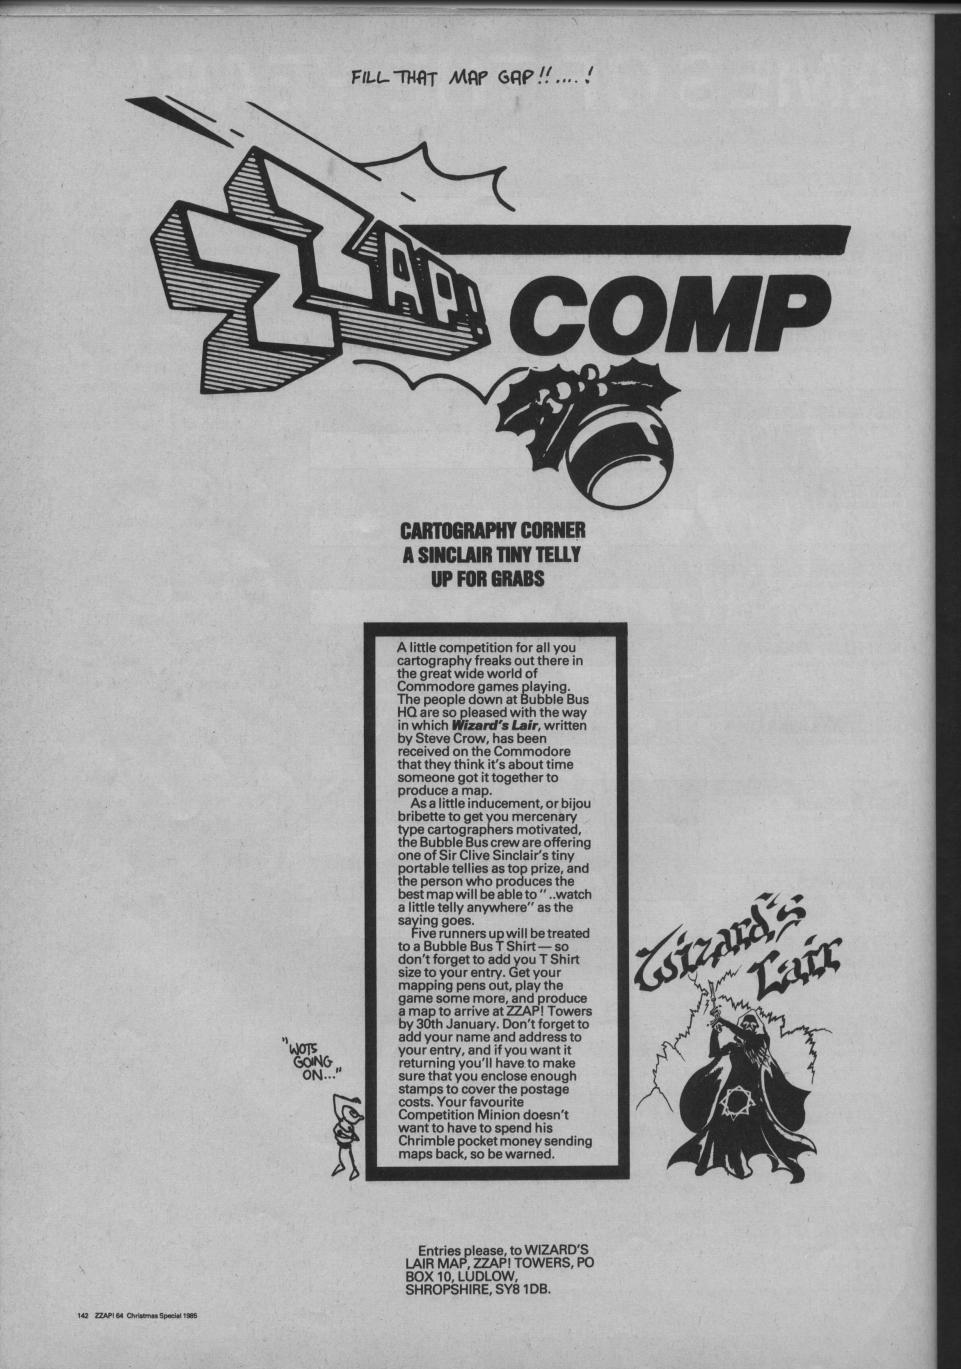 FILL THAT MAP GAP!!....!
ZZAP!
COMP
CARTOGRAPHY CORNER
A SINCLAIR TINY TELLY
UP FOR GRABS
A little competition for all you
cartography freaks out there in
the great wide world of
Commodore games playing.
The people down at Bubble Bus
HQ are so pleased with the way
in which Wizard's Lair, written
by Steve Crow, has been
received on the Commodore
that they think it's about time
someone got it together to
produce a map.
As a little inducement, or bijou
bribette to get you mercenary
type cartographers motivated,
the Bubble Bus crew are offering
one of Sir Clive Sinclair's tiny
portable tellies as top prize, and
the person who produces the
best map will be able to " ..watch
a little telly anywhere" as the
saying goes.
Five runners up will be treated
to a Bubble Bus T Shirt — so
don't forget to add you T Shirt
size to your entry. Get your
mapping pens out, play the
game some more, and produce
a map to arrive at ZZAP! Towers
by 30th January. Don't forget to
add your name and address to
your entry, and if you want it
returning you'll have to make
sure that you enclose enough
stamps to cover the postage
costs. Your favourite
Competition Minion doesn't
want to have to spend his
Chrimble pocket money sending
maps back, so be warned.
Wizard's
Lair
"WOTS
GOING
ON..."
Entries please, to WIZARD'S
LAIR MAP, ZZAP! TOWERS, PO
BOX 10, LUDLOW,
SHROPSHIRE, SY8 1DB.
142 ZZAP! 64 Christmas Special 1985